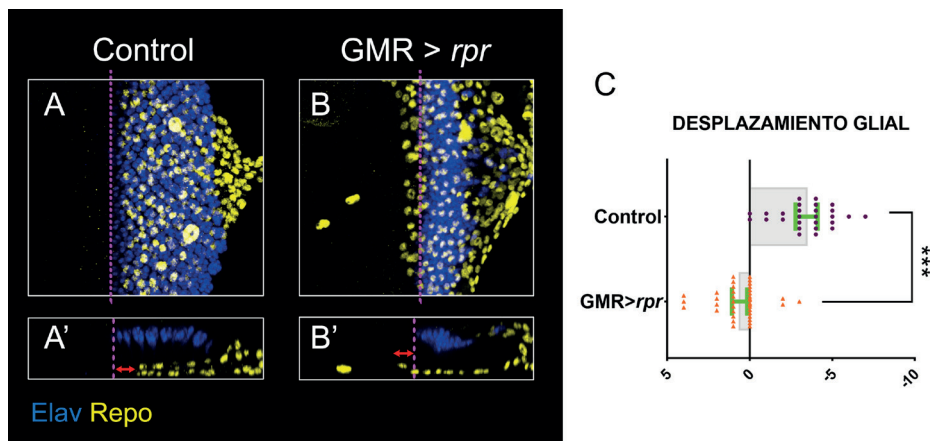 Control
GMR > rpr
A
B
A'
B'
Elav Repo
C
DESPLAZAMIENTO GLIAL
Control
GMR>rpr
***
5
0
-5
-10